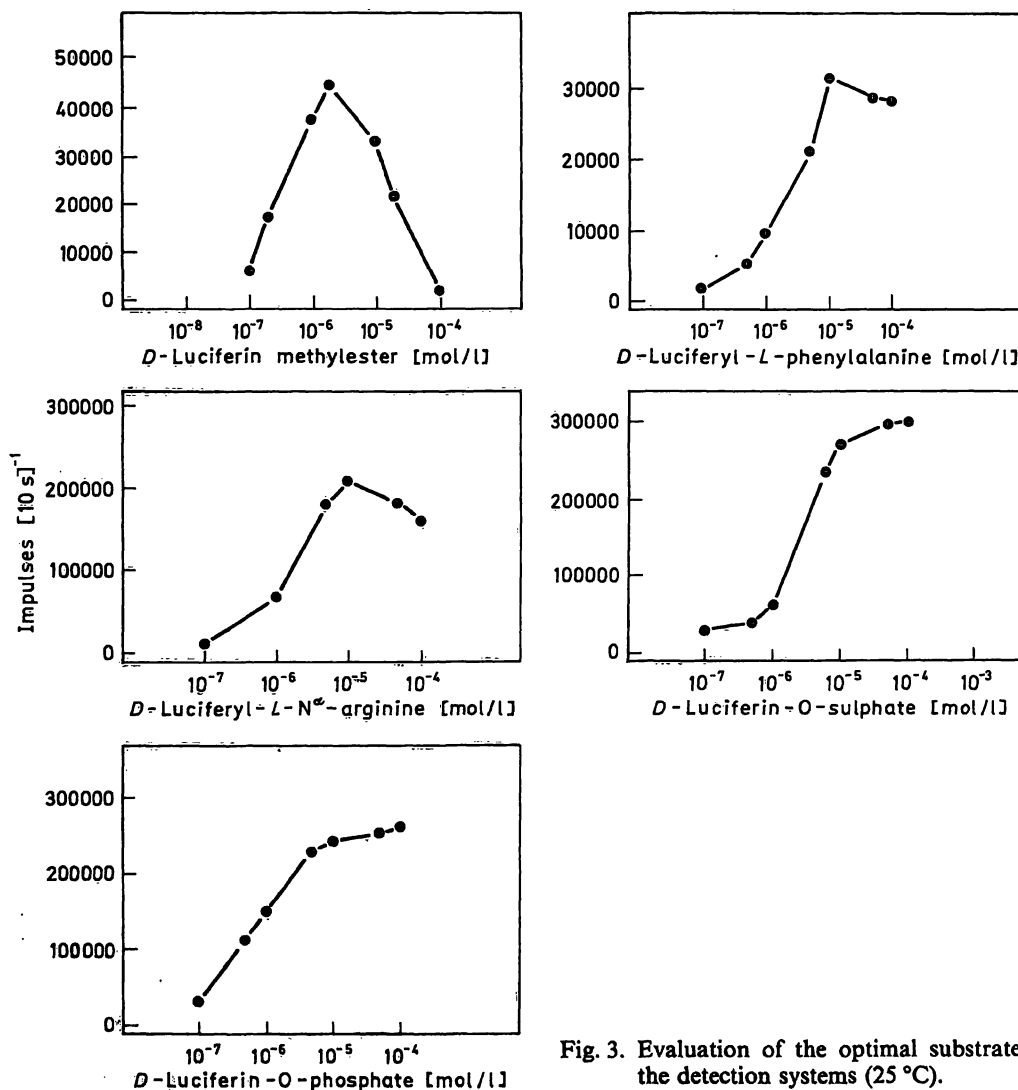 50000
40000
30000
20000
10000
0
10⁻⁸ 10⁻⁷ 10⁻⁶ 10⁻⁵ 10⁻⁴
D-Luciferin methylester [mol/l]
30000
20000
10000
0
10⁻⁷ 10⁻⁶ 10⁻⁵ 10⁻⁴
D-Luciferyl-L-phenylalanine [mol/l]
Impulses [10 s]⁻¹
300000
200000
100000
0
10⁻⁷ 10⁻⁶ 10⁻⁵ 10⁻⁴
D-Luciferyl-L-Nᵅ-arginine [mol/l]
300000
200000
100000
0
10⁻⁷ 10⁻⁶ 10⁻⁵ 10⁻⁴ 10⁻³
D-Luciferin-O-sulphate [mol/l]
300000
200000
100000
0
10⁻⁷ 10⁻⁶ 10⁻⁵ 10⁻⁴
D-Luciferin-O-phosphate [mol/l]
Fig. 3. Evaluation of the optimal substrate
the detection systems (25 °C).